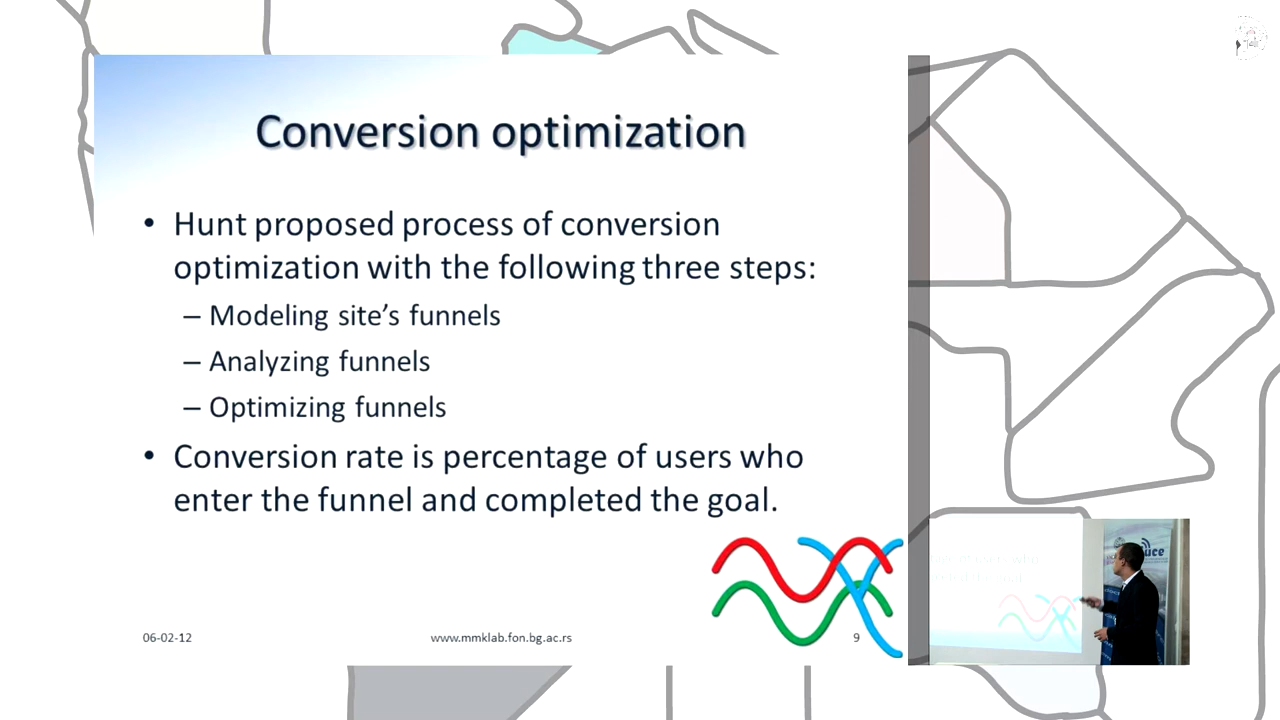 Conversion optimization
• Hunt proposed process of conversion
optimization with the following three steps:
– Modeling site’s funnels
– Analyzing funnels
– Optimizing funnels
• Conversion rate is percentage of users who
enter the funnel and completed the goal.
06-02-12
www.mmklab.fon.bg.ac.rs
9